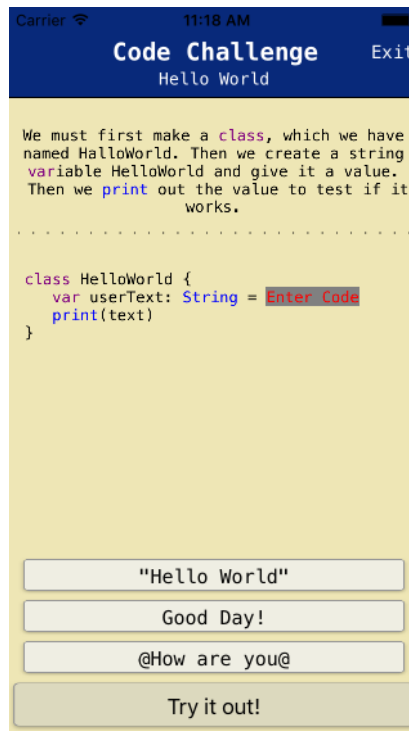 Carrier 11:18 AM
Code Challenge Exit
Hello World
We must first make a class, which we have
named HalloWorld. Then we create a string
variable HelloWorld and give it a value.
Then we print out the value to test if it
works.
class HelloWorld {
var userText: String = Enter Code
print(text)
}
"Hello World"
Good Day!
@How are you@
Try it out!